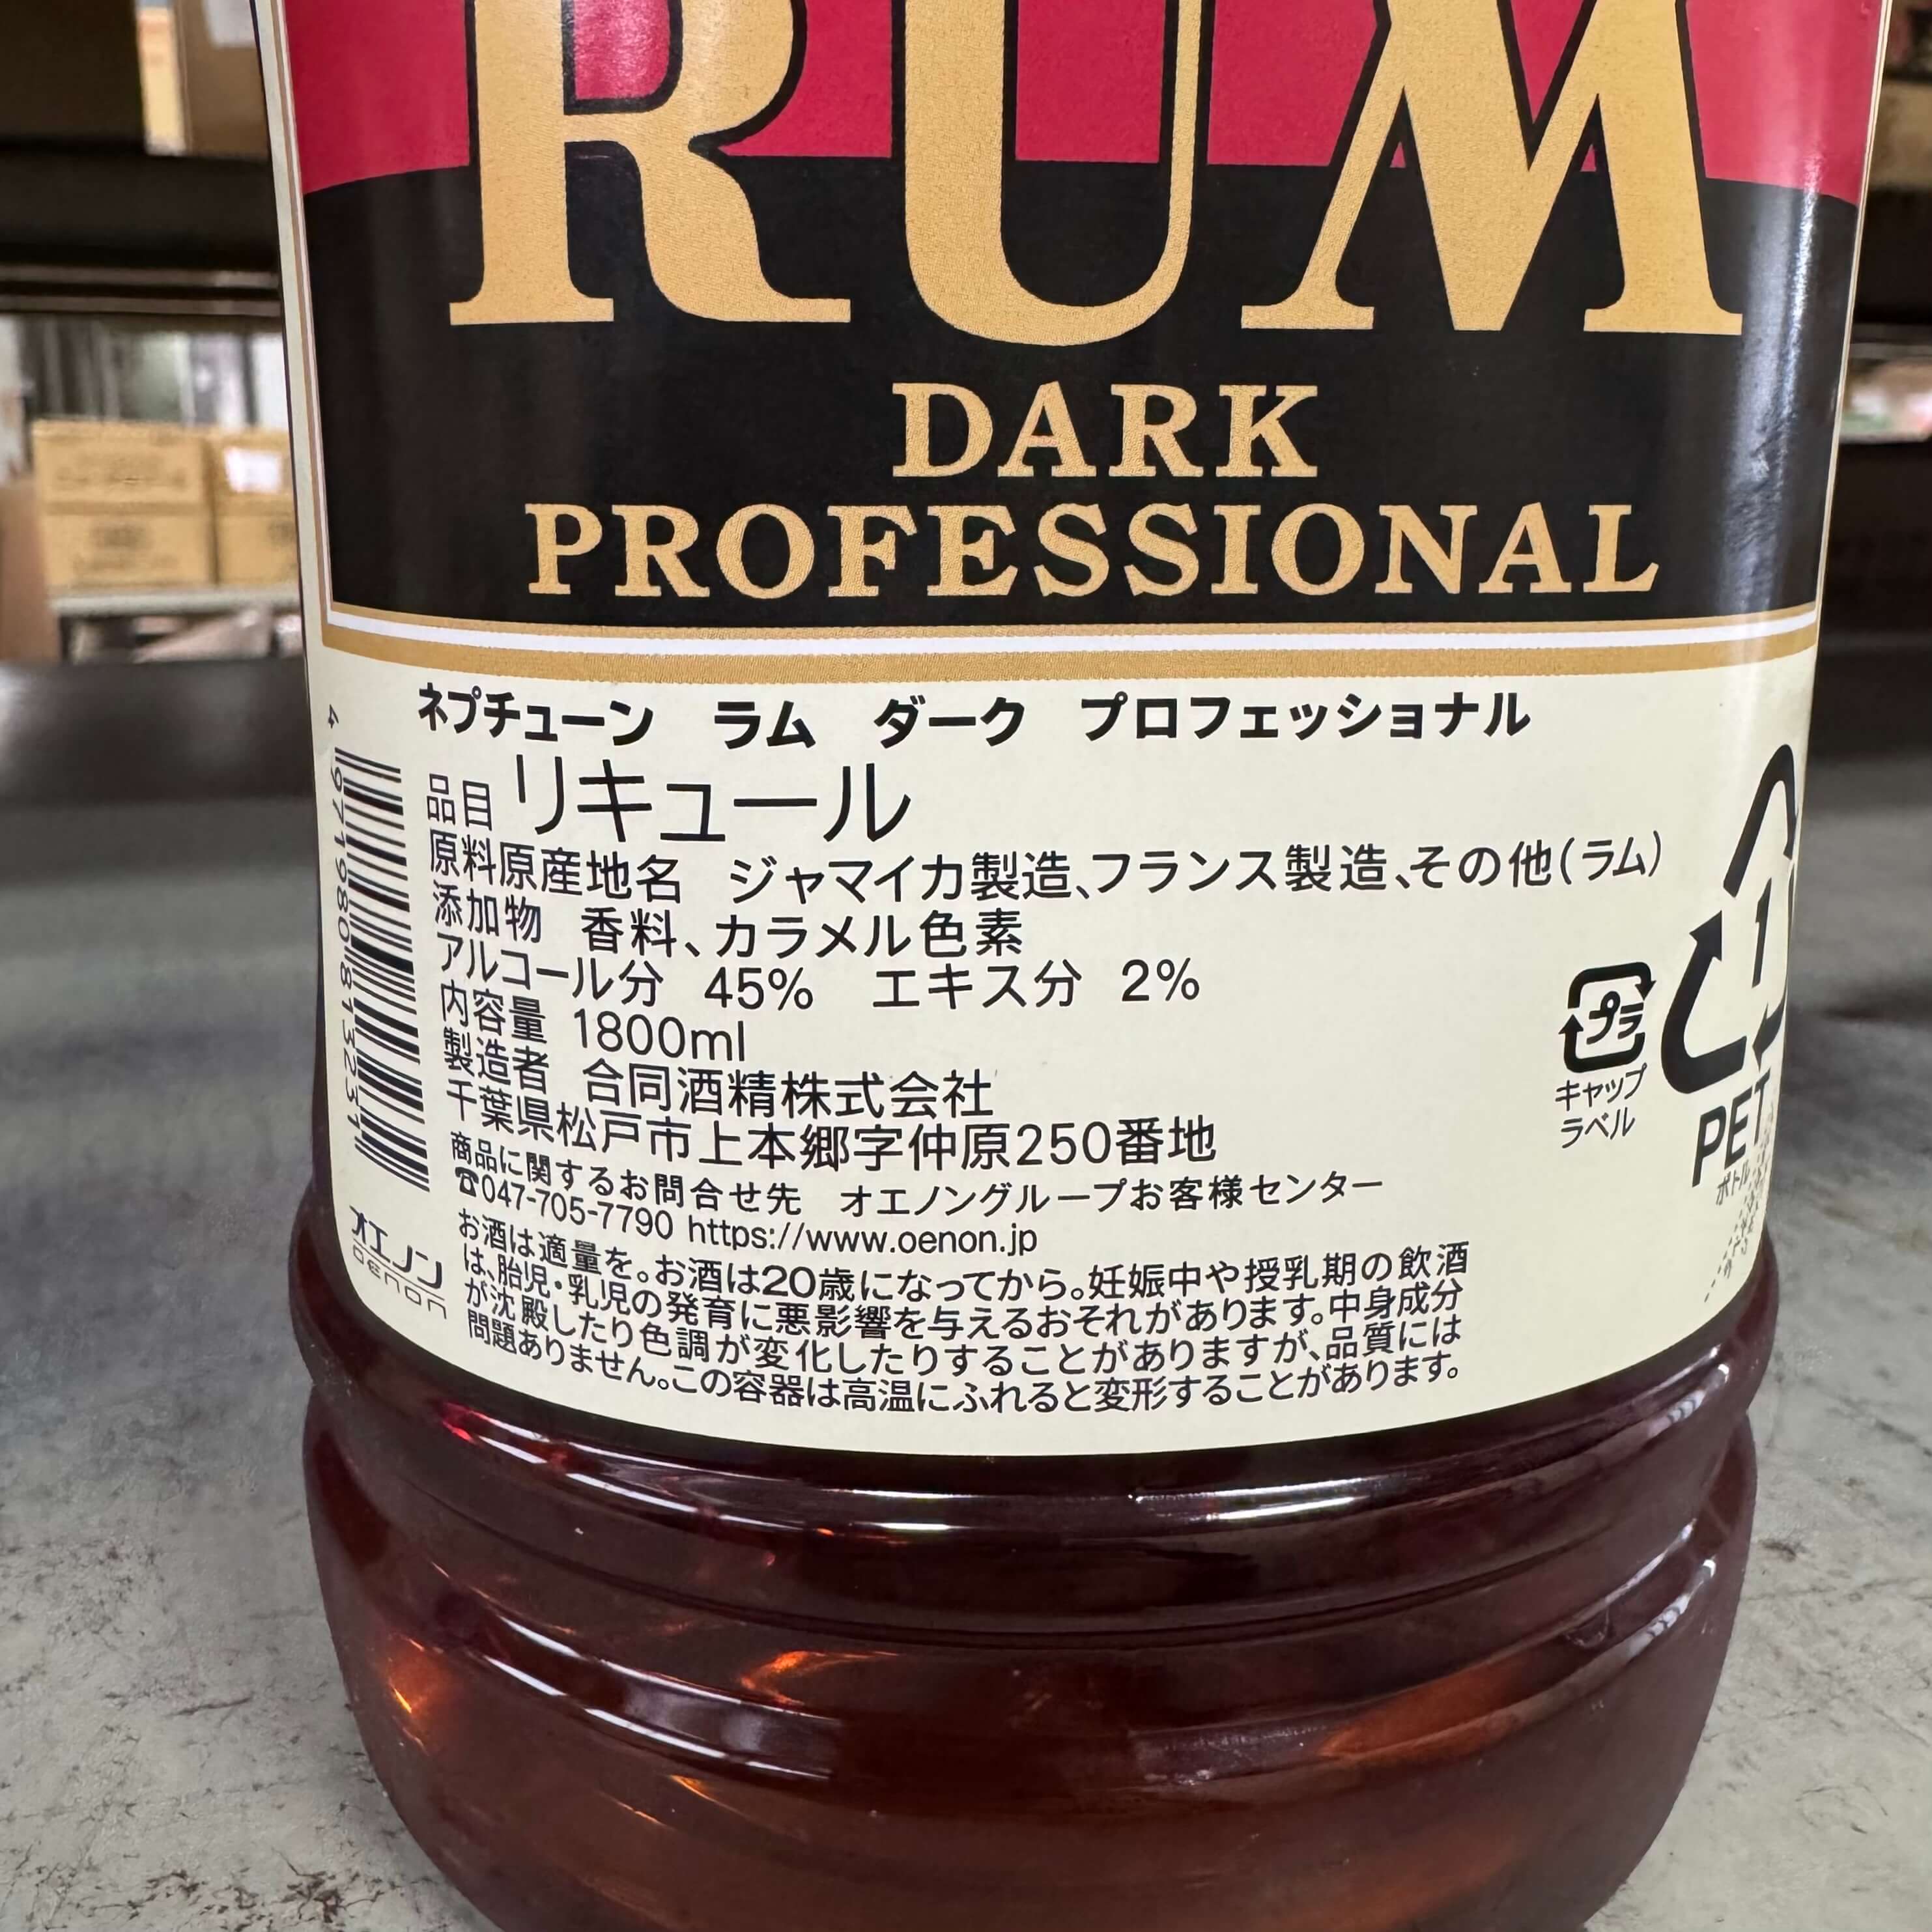 RUM
DARK
PROFESSIONAL
ネプチューン ラム ダーク プロフェッショナル
品目 リキュール
原料原産地名 ジャマイカ製造、フランス製造、その他(ラム)
添加物 香料、カラメル色素
アルコール分 45% エキス分 2%
内容量 1800ml
製造者 合同酒精株式会社
千葉県松戸市上本郷字仲原250番地
商品に関するお問合せ先 オエノングループお客様センター
☎047-705-7790 https://www.oenon.jp
お酒は適量を。お酒は20歳になってから。妊娠中や授乳期の飲酒
は、胎児・乳児の発育に悪影響を与えるおそれがあります。中身成分
が沈殿したり色調が変化したりすることがありますが、品質には
問題ありません。この容器は高温にふれると変形することがあります。
4 971980 813231
オエノン
OENON
プラ
キャップ
ラベル
1
PET
ボトル